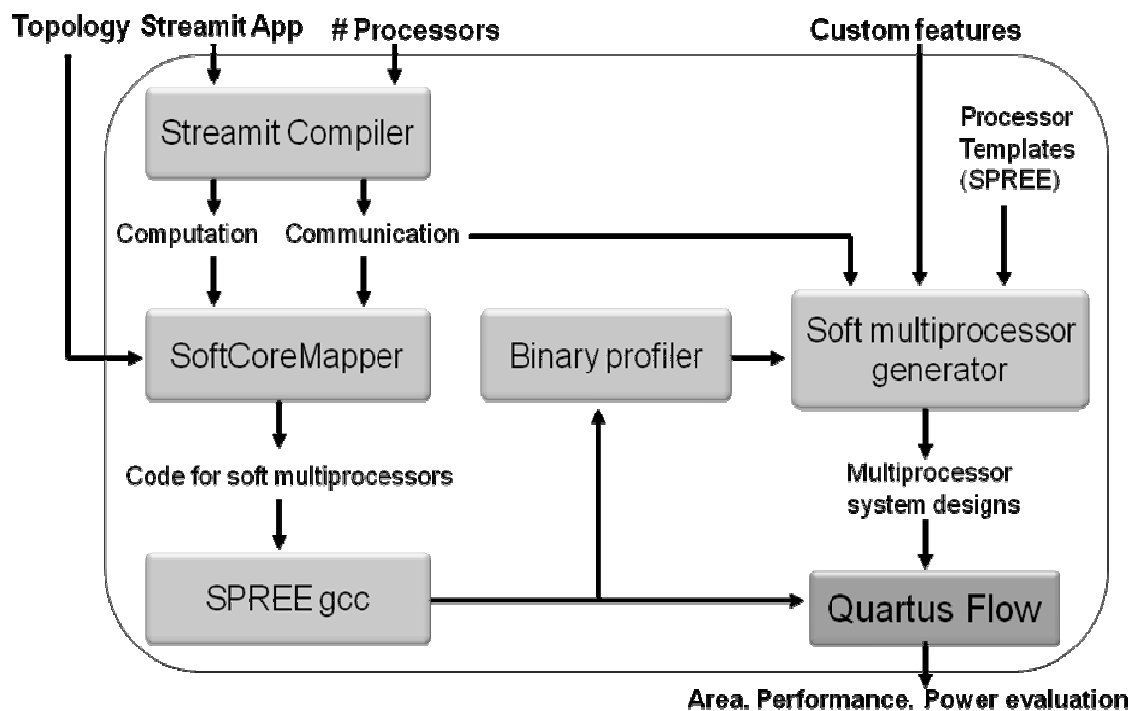 Topology Streamit App # Processors Custom features
Streamit Compiler
Processor
Templates
(SPREE)
Computation Communication
SoftCoreMapper
Binary profiler
Soft multiprocessor
generator
Code for soft multiprocessors
Multiprocessor
system designs
SPREE gcc
Quartus Flow
Area, Performance, Power evaluation